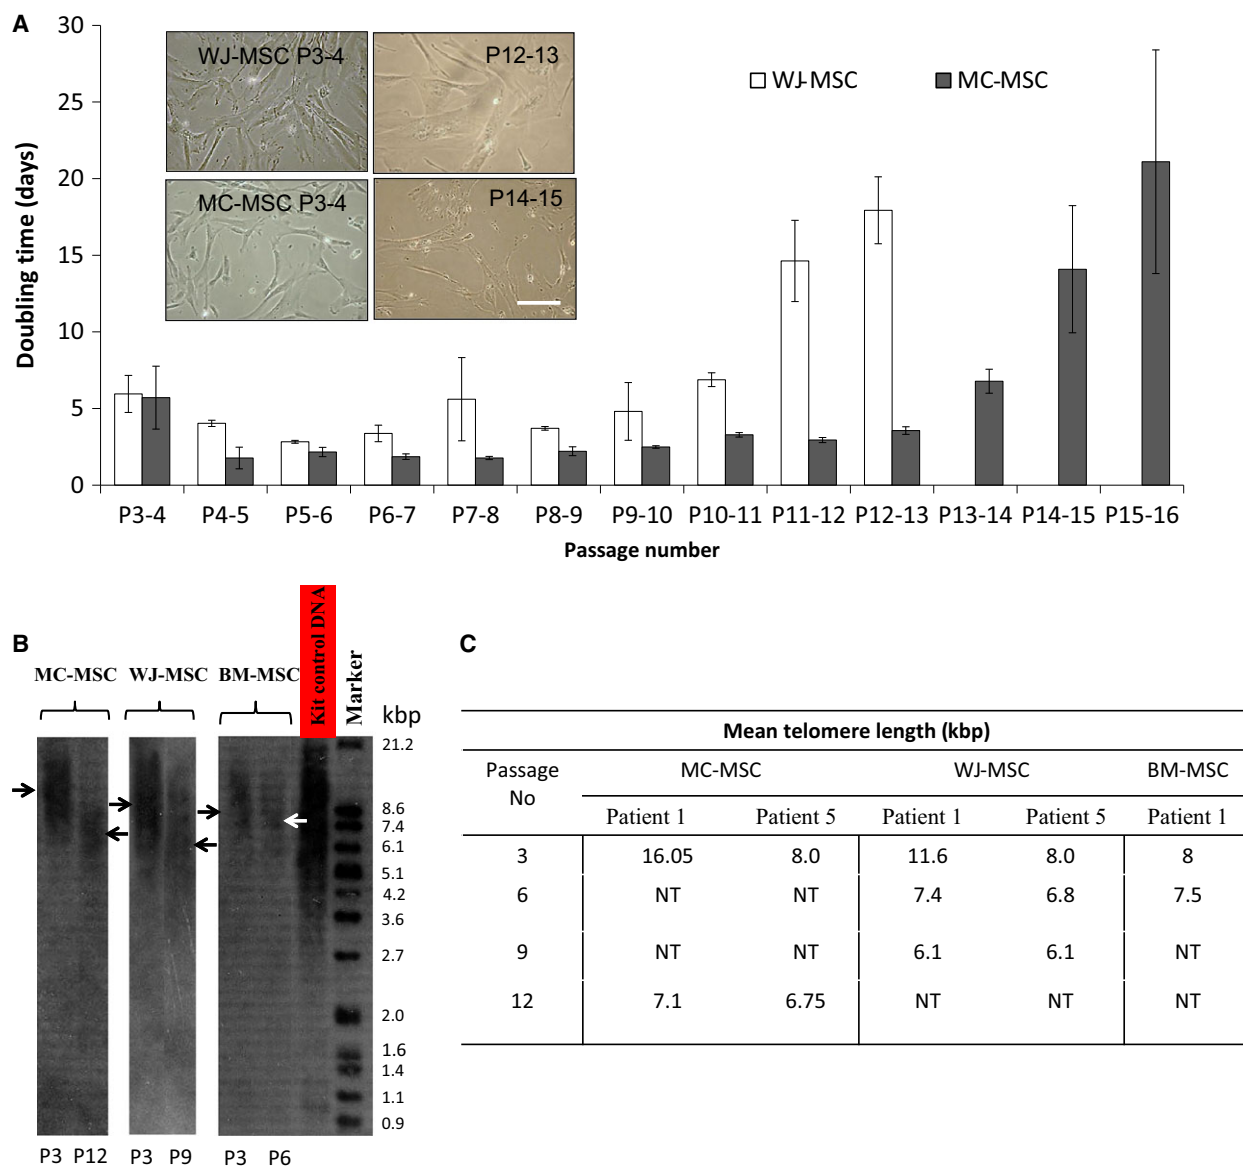 A
30
25
20
15
10
5
0
Doubling time (days)
WJ-MSC P3-4
P12-13
MC-MSC P3-4
P14-15
WJ-MSC
MC-MSC
P3-4 P4-5 P5-6 P6-7 P7-8 P8-9 P9-10 P10-11 P11-12 P12-13 P13-14 P14-15 P15-16
Passage number
B
MC-MSC WJ-MSC BM-MSC
Kit control DNA
Marker
kbp
21.2
8.6
7.4
6.1
5.1
4.2
3.6
2.7
2.0
1.6
1.4
1.1
0.9
P3 P12 P3 P9 P3 P6
C
Mean telomere length (kbp)
Passage No
MC-MSC WJ-MSC BM-MSC
Patient 1 Patient 5 Patient 1 Patient 5 Patient 1
3 16.05 8.0 11.6 8.0 8
6 NT NT 7.4 6.8 7.5
9 NT NT 6.1 6.1 NT
12 7.1 6.75 NT NT NT